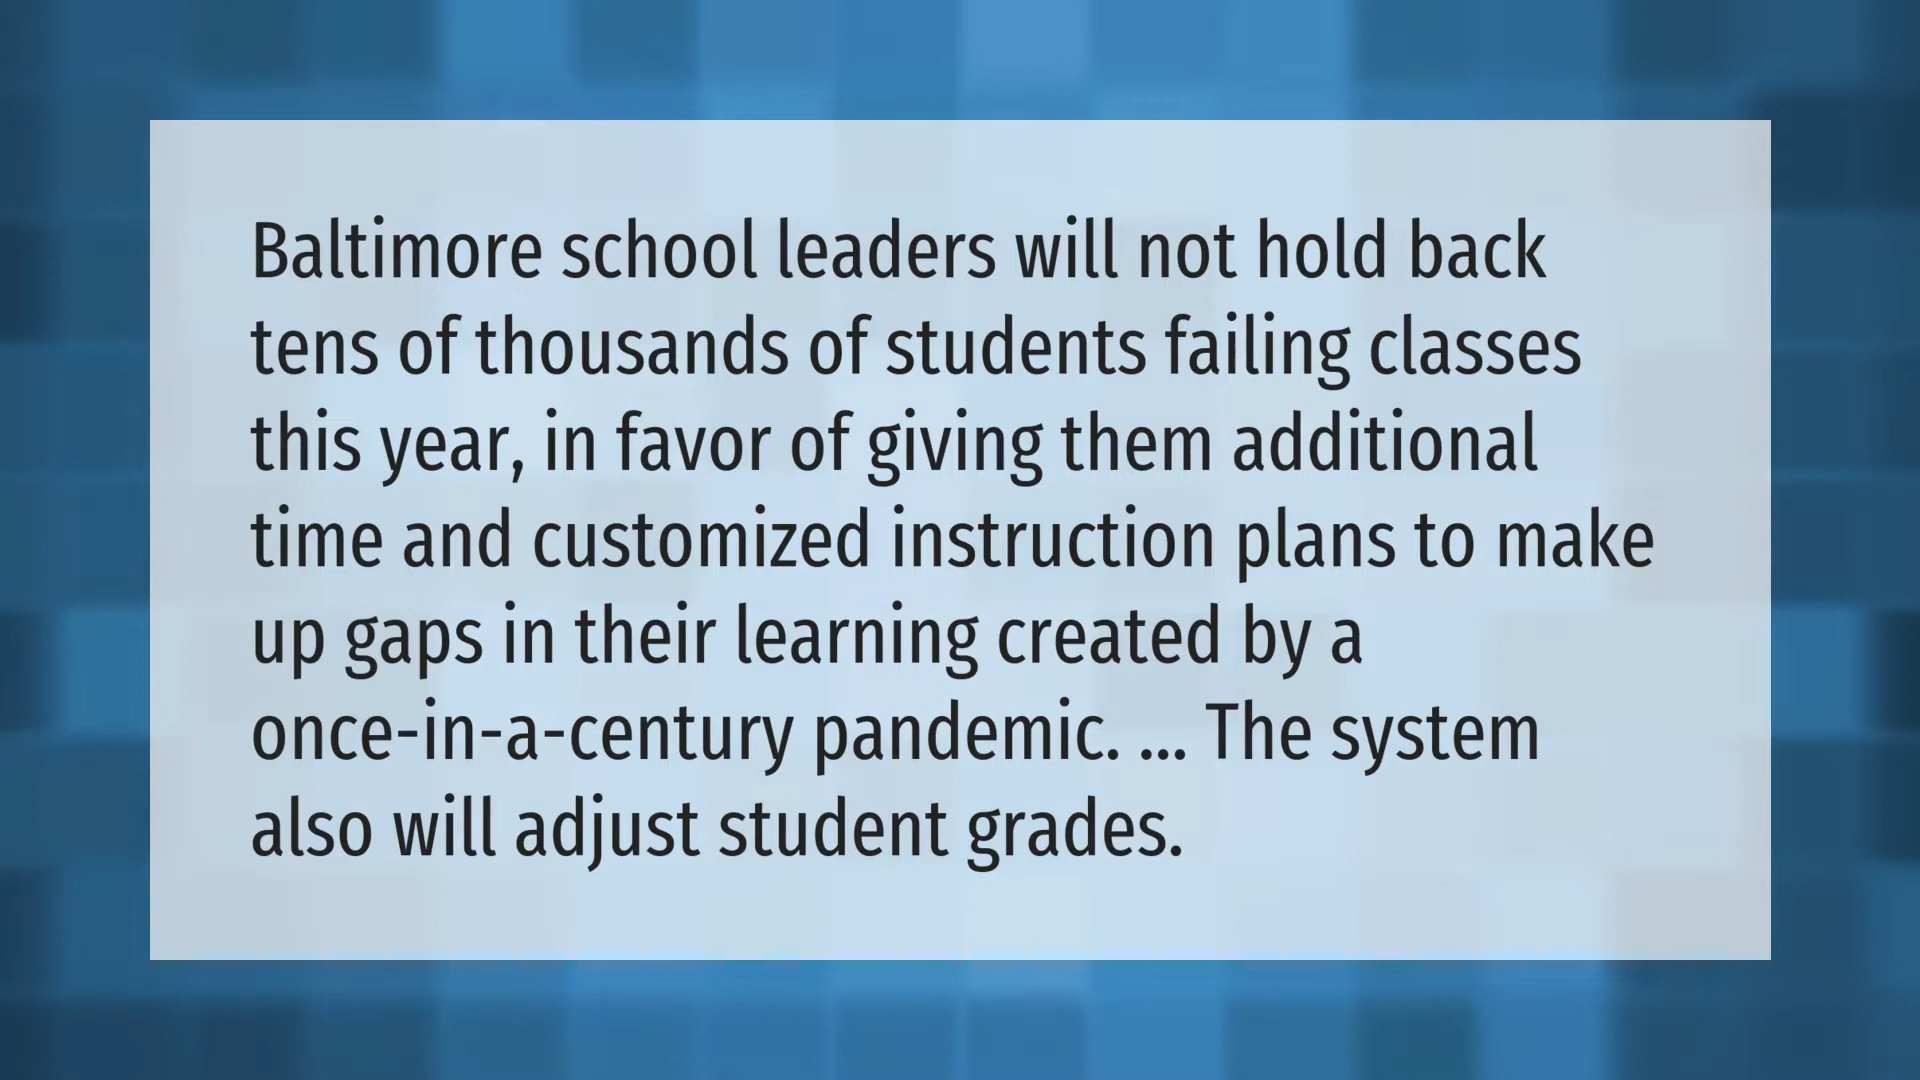 Baltimore school leaders will not hold back
tens of thousands of students failing classes
this year, in favor of giving them additional
time and customized instruction plans to make
up gaps in their learning created by a
once-in-a-century pandemic. ... The system
also will adjust student grades.